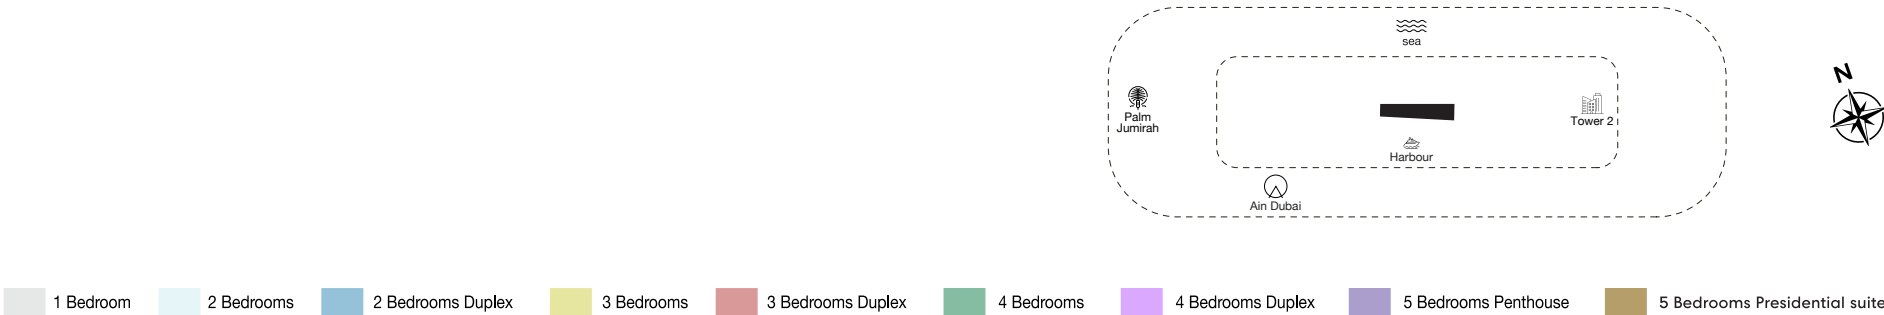 sea
N
Palm
Jumirah
Tower 2
Harbour
Ain Dubai
1 Bedroom
2 Bedrooms
2 Bedrooms Duplex
3 Bedrooms
3 Bedrooms Duplex
4 Bedrooms
4 Bedrooms Duplex
5 Bedrooms Penthouse
5 Bedrooms Presidential suite